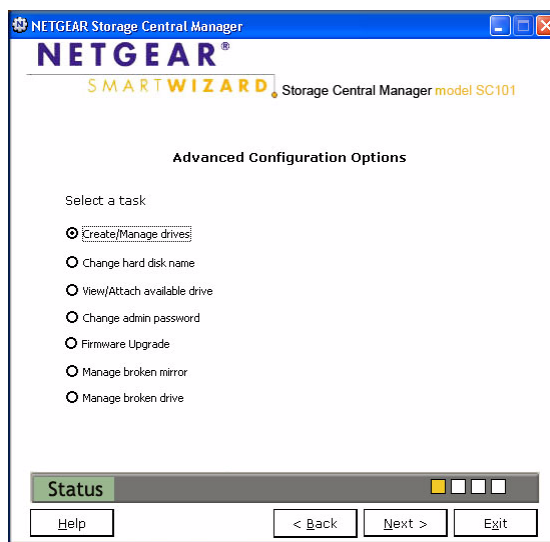 NETGEAR Storage Central Manager
NETGEAR®
SMARTWIZARD Storage Central Manager model SC101
Advanced Configuration Options
Select a task
Create/Manage drives
Change hard disk name
View/Attach available drive
Change admin password
Firmware Upgrade
Manage broken mirror
Manage broken drive
Status
Help < Back Next > Exit